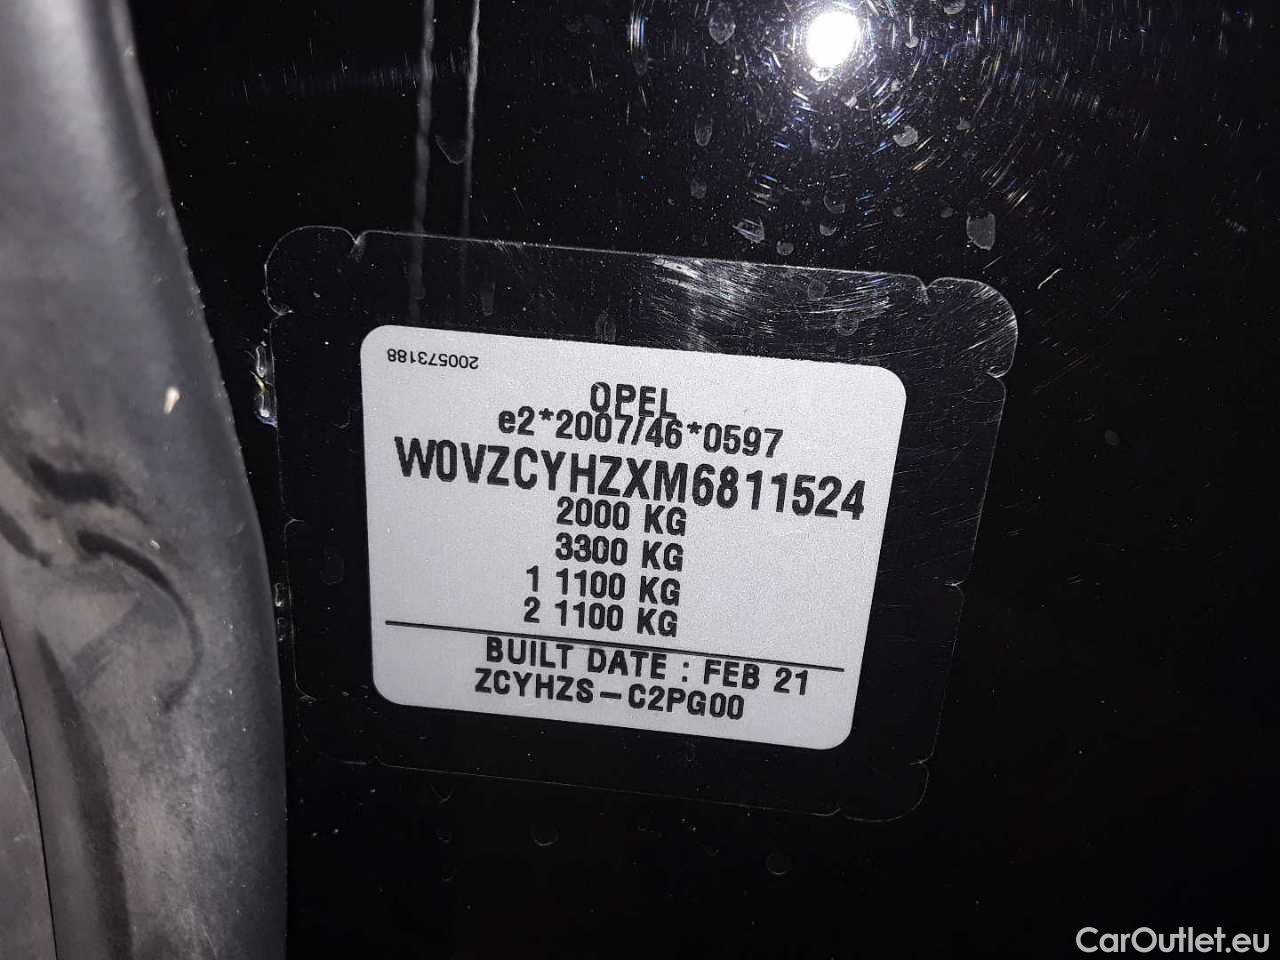 200573188
OPEL
e2*2007/46*0597
W0VZCYHZXM6811524
2000 KG
3300 KG
1 1100 KG
2 1100 KG
BUILT DATE : FEB 21
ZCYHZS-C2PG00
CarOutlet.eu